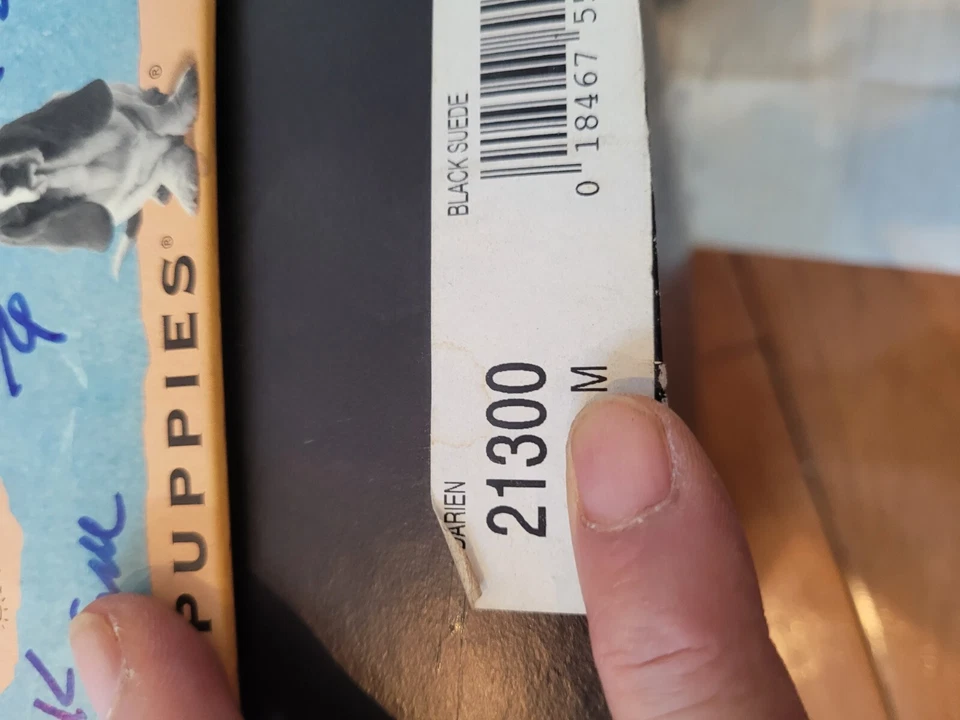 PUPPIES®
®
DARIEN
BLACK SUEDE
21300
M
0 18467 5